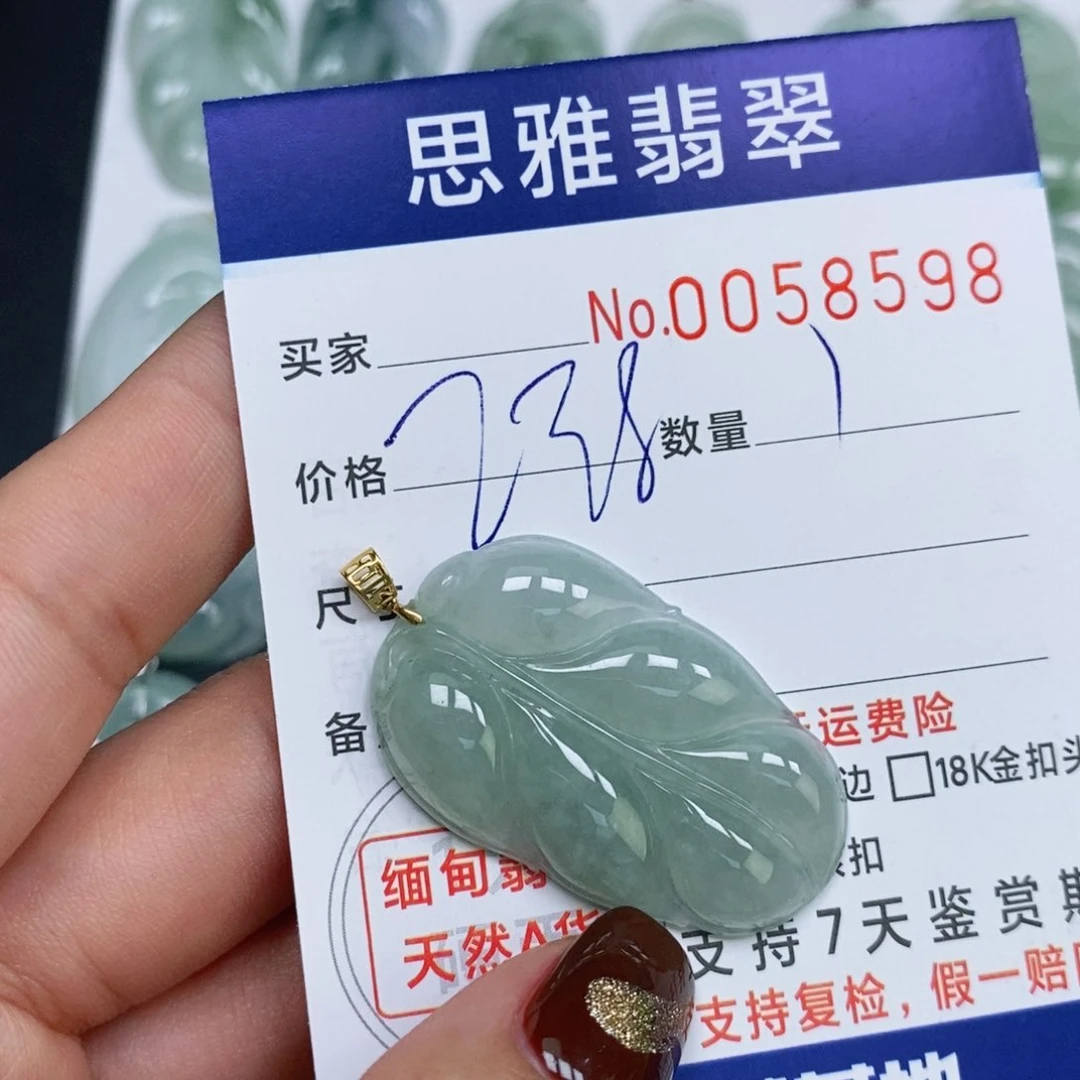 思雅翡翠
No.0058598
买家
价格 238 数量 1
尺
备
运费险
边 □18K金扣头
扣
缅甸翡
天然A货
支持7天鉴赏期
支持复检,假一赔